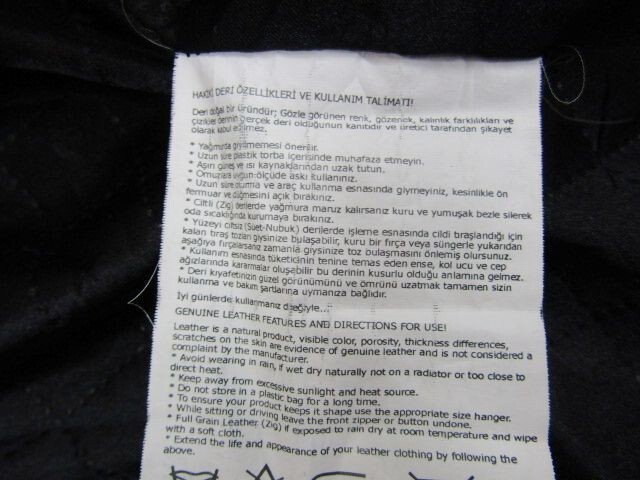 HAKİKİ DERİ ÖZELLİKLERİ VE KULLANIM TALİMATI!
Deri doğal bir üründür; Gözle görünen renk, gözenek, kalınlık farklılıkları ve
çizikler derinin gerçek deri olduğunun kanıtıdır ve üretici tarafından şikayet
olarak kabul edilmez.
* Yağmurda giyilmemesi önerilir.
* Uzun süre plastik torba içerisinde muhafaza etmeyin.
* Aşırı güneş ve ısı kaynaklarından uzak tutun.
* Omuzlara uygun ölçüde askı kullanınız.
* Uzun süre oturma ve araç kullanma esnasında giymeyiniz, kesinlikle ön
fermuar ve düğmesini açık bırakınız.
* Ciltli (Zig) derilerde yağmura maruz kalırsanız kuru ve yumuşak bezle silerek
oda sıcaklığında kurumaya bırakınız.
* Yüzeyi ciltsiz (Süet-Nubuk) derilerde işleme esnasında cildi braşlandığı için
kalan braş tozları giysinize bulaşabilir, kuru bir fırça veya süngerle yukarıdan
aşağıya fırçalarsanız zamanla giysinize toz bulaşmasını önlemiş olursunuz.
* Kullanım esnasında tüketicinin tenine temas eden ense, kol ucu ve cep
ağızlarında kararmalar oluşabilir bu derinin kusurlu olduğu anlamına gelmez.
* Deri kıyafetinizin güzel görünümünü ve ömrünü uzatmak tamamen sizin
kullanma ve bakım şartlarına uymanıza bağlıdır.
İyi günlerde kullanmanız dileğiyle...
GENUINE LEATHER FEATURES AND DIRECTIONS FOR USE!
Leather is a natural product, visible color, porosity, thickness differences,
scratches on the skin are evidence of genuine leather and is not considered a
complaint by the manufacturer.
* Avoid wearing in rain, if wet dry naturally not on a radiator or too close to
direct heat.
* Keep away from excessive sunlight and heat source.
* Do not store in a plastic bag for a long time.
* To ensure your product keeps it shape use the appropriate size hanger.
* While sitting or driving leave the front zipper or button undone.
* Full Grain Leather (Zig) if exposed to rain dry at room temperature and wipe
with a soft cloth.
* Extend the life and appearance of your leather clothing by following the
above.